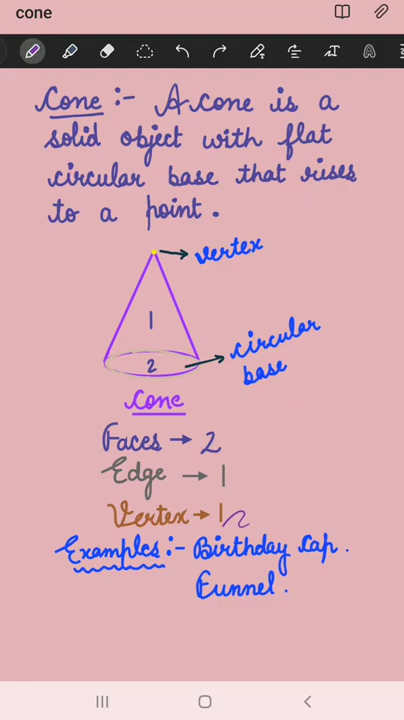 cone
Cone :- A cone is a
solid object with flat
circular base that rises
to a point.
vertex
1
circular
base
2
Cone
Faces → 2
Edge → 1
Vertex → 1
Examples :- Birthday Cap.
Funnel.